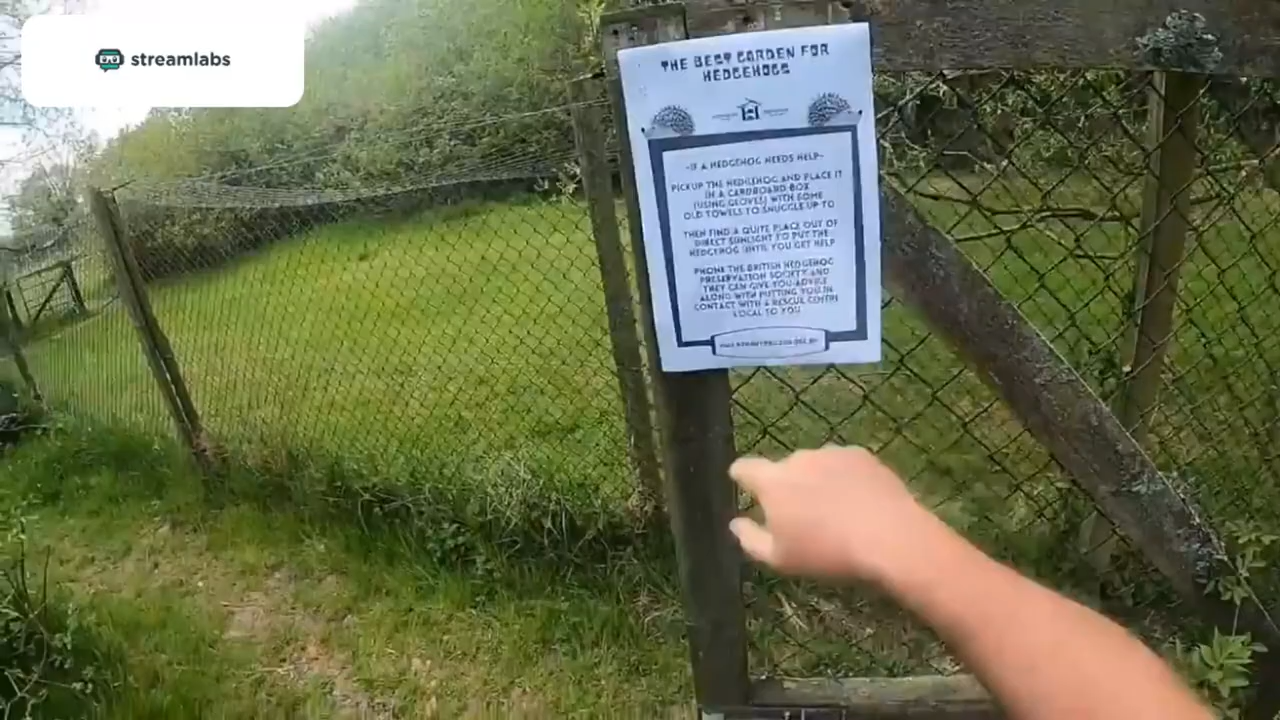 streamlabs
THE BEST GARDEN FOR
HEDGEHOGS
-IF A HEDGEHOG NEEDS HELP-
PICKUP THE HEDGEHOG AND PLACE IT
IN A CARDBOARD BOX
(USING GLOVES) WITH SOME
OLD TOWELS TO SNUGGLE UP TO
THEN FIND A QUITE PLACE OUT OF
DIRECT SUNLIGHT TO PUT THE
HEDGEHOG UNTIL YOU GET HELP
PHONE THE BRITISH HEDGEHOG
PRESERVATION SOCIETY AND
THEY CAN GIVE YOU ADVICE
ALONG WITH PUTTING YOU IN
CONTACT WITH A RESCUE CENTRE
LOCAL TO YOU